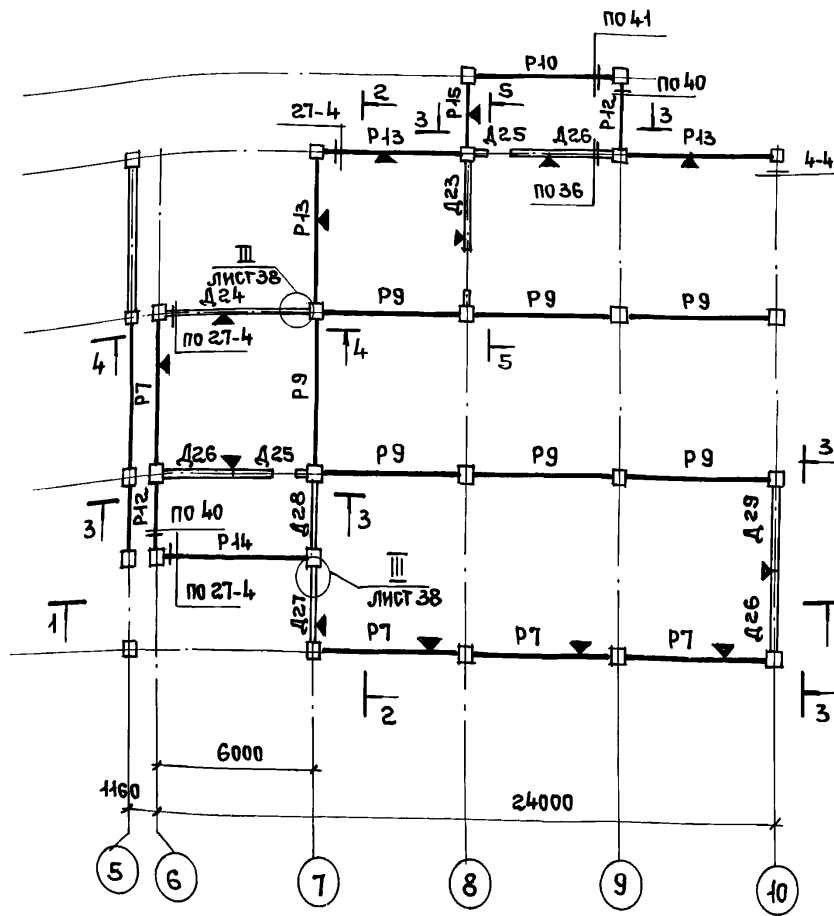 ПО 41
Р10
ПО 40
2
Р15
5
27-4
3
Р12
3
Р13
Д25
Д26
Р13
4-4
Д23
ПО 36
Р13
III
ЛИСТ 38
Д24
Р9
Р9
Р9
ПО 27-4
4
4
5
Р7
Р9
Д26
Д25
Р9
Р9
Р9
3
3
Р12
ПО 40
Д28
3
Д29
Р14
III
ЛИСТ 38
ПО 27-4
1
Д27
Р7
Р7
Р7
Д26
2
3
6000
1160
24000
5
6
7
8
9
10